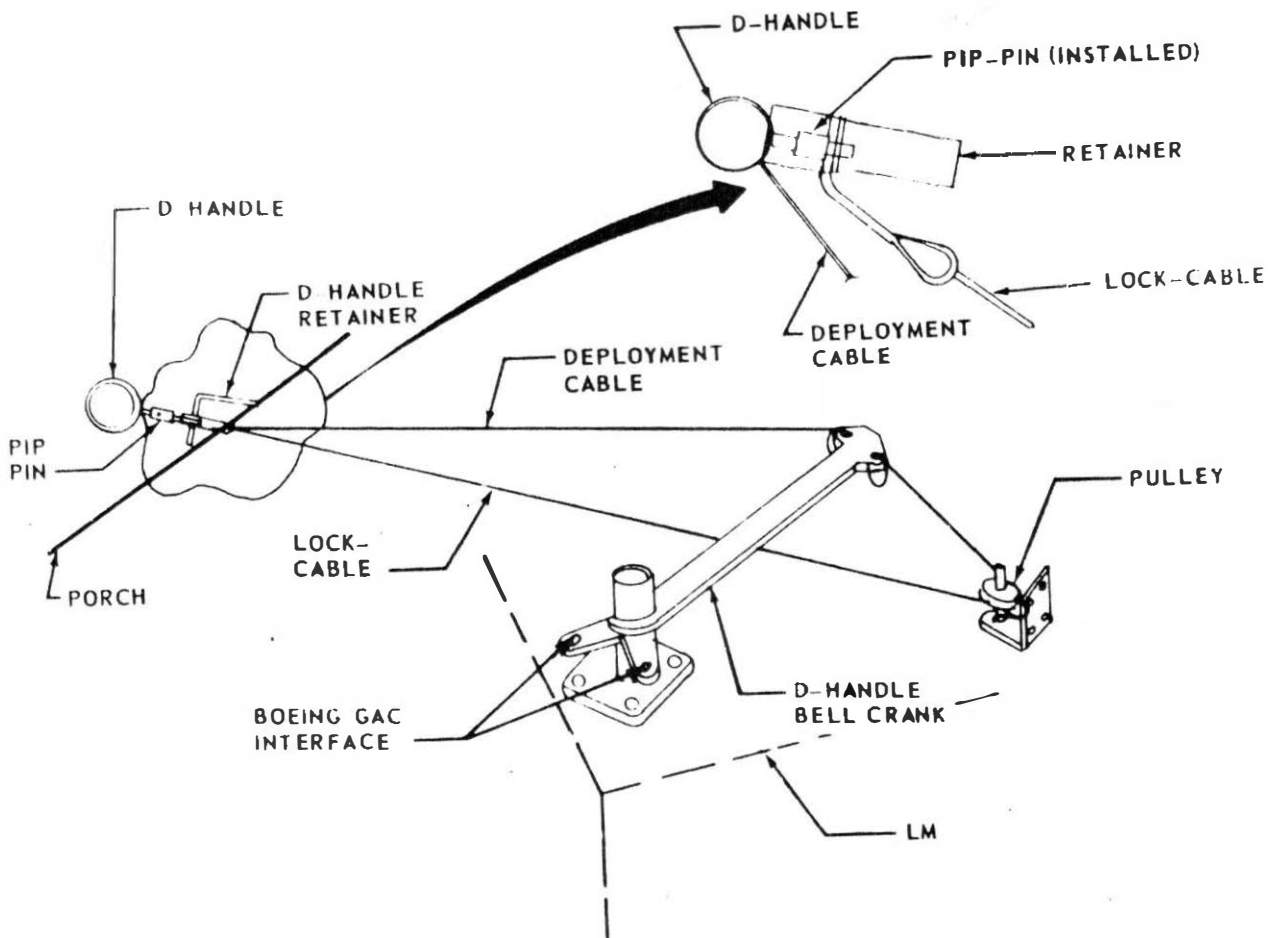 D-HANDLE
PIP-PIN (INSTALLED)
RETAINER
D HANDLE
D-HANDLE
RETAINER
LOCK-CABLE
DEPLOYMENT
CABLE
DEPLOYMENT
CABLE
PIP
PIN
PULLEY
LOCK-
CABLE
PORCH
D-HANDLE
BELL CRANK
BOEING GAC
INTERFACE
LM